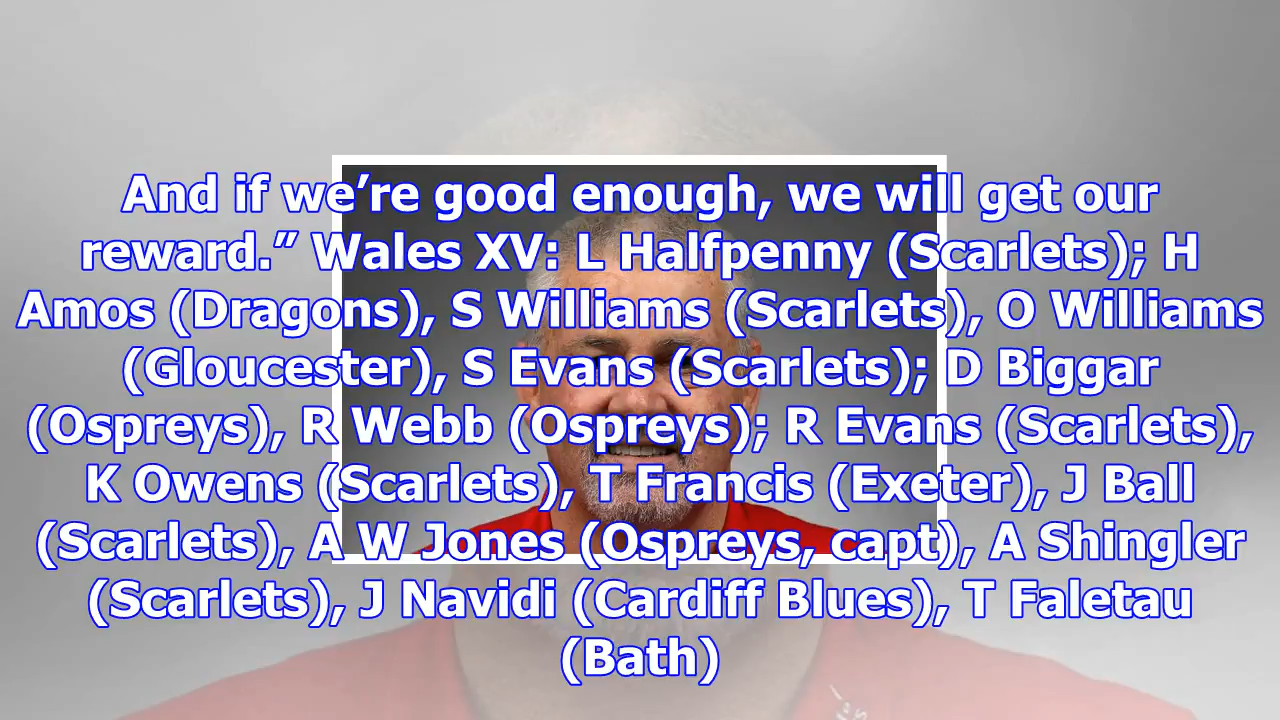 And if we’re good enough, we will get our
reward.” Wales XV: L Halfpenny (Scarlets); H
Amos (Dragons), S Williams (Scarlets), O Williams
(Gloucester), S Evans (Scarlets); D Biggar
(Ospreys), R Webb (Ospreys); R Evans (Scarlets),
K Owens (Scarlets), T Francis (Exeter), J Ball
(Scarlets), A W Jones (Ospreys, capt), A Shingler
(Scarlets), J Navidi (Cardiff Blues), T Faletau
(Bath)